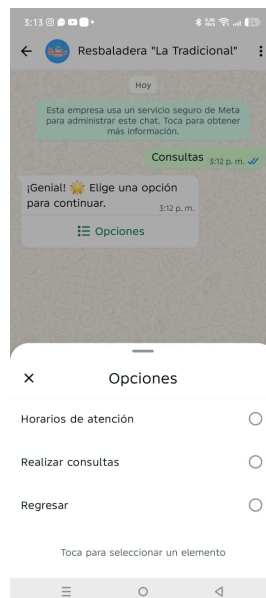 3:13
Resbaladera "La Tradicional"
Hoy
Esta empresa usa un servicio seguro de Meta
para administrar este chat. Toca para obtener
más información.
Consultas 3:12 p. m.
¡Genial! 🌟 Elige una opción
para continuar.
3:12 p. m.
Opciones
Opciones
Horarios de atención
Realizar consultas
Regresar
Toca para seleccionar un elemento